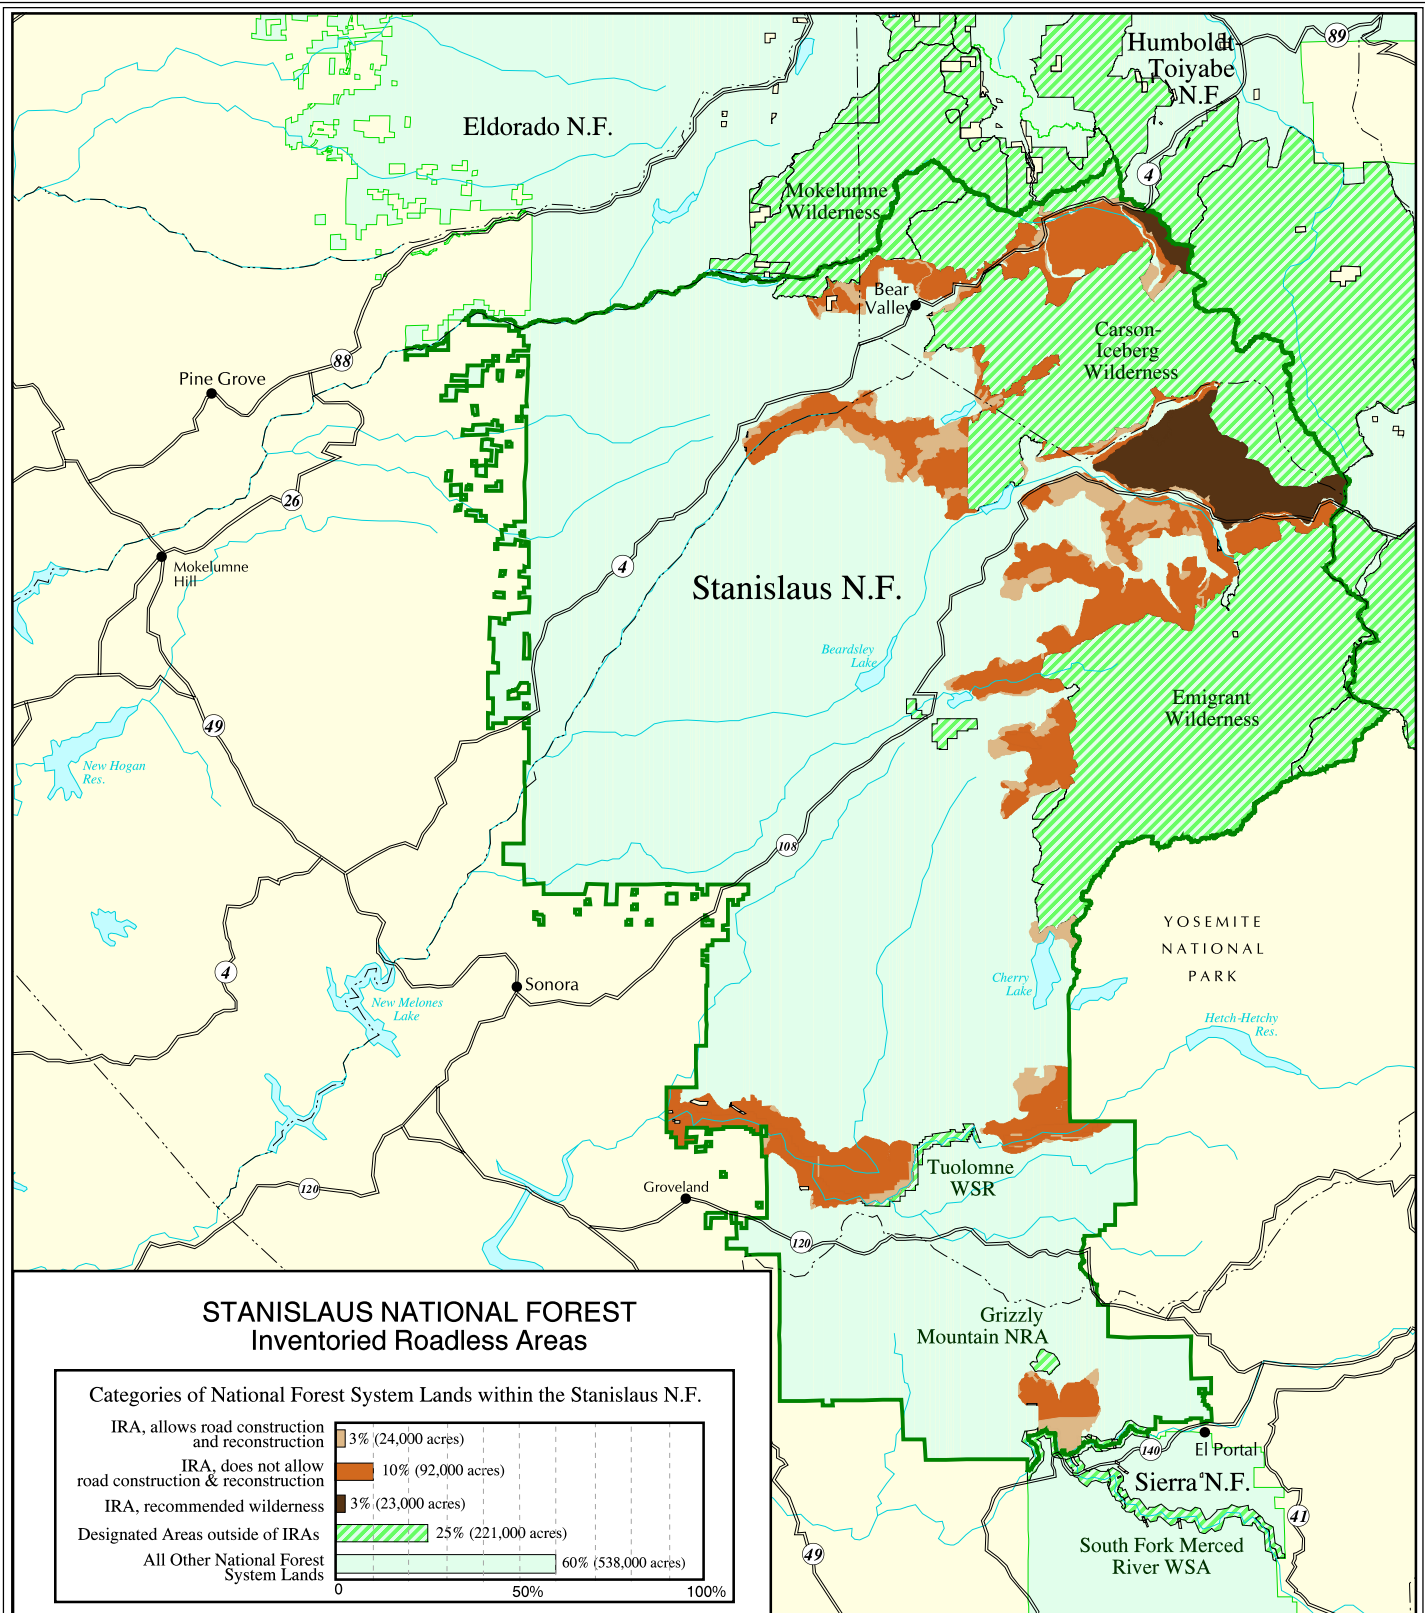 Humboldt-
Toiyabe
N.F.
89
Eldorado N.F.
4
Mokelumne
Wilderness
Bear
Valley
Carson-
Iceberg
Wilderness
88
Pine Grove
26
Mokelumne
Hill
4
Stanislaus N.F.
Beardsley
Lake
Emigrant
Wilderness
49
New Hogan
Res.
108
YOSEMITE
NATIONAL
PARK
4
Sonora
New Melones
Lake
Cherry
Lake
Hetch-Hetchy
Res.
Tuolomne
WSR
120
Groveland
120
Grizzly
Mountain NRA
140
El Portal
Sierra N.F.
41
South Fork Merced
River WSA
49
STANISLAUS NATIONAL FOREST
Inventoried Roadless Areas
Categories of National Forest System Lands within the Stanislaus N.F.
IRA, allows road construction
and reconstruction
3% (24,000 acres)
IRA, does not allow
road construction & reconstruction
10% (92,000 acres)
IRA, recommended wilderness
3% (23,000 acres)
Designated Areas outside of IRAs
25% (221,000 acres)
All Other National Forest
System Lands
60% (538,000 acres)
0 50% 100%